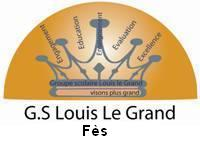 Engagement
Education
Evaluation
Excellence
Groupe scolaire Louis le Grand
visons plus grand
G.S Louis Le Grand
Fès